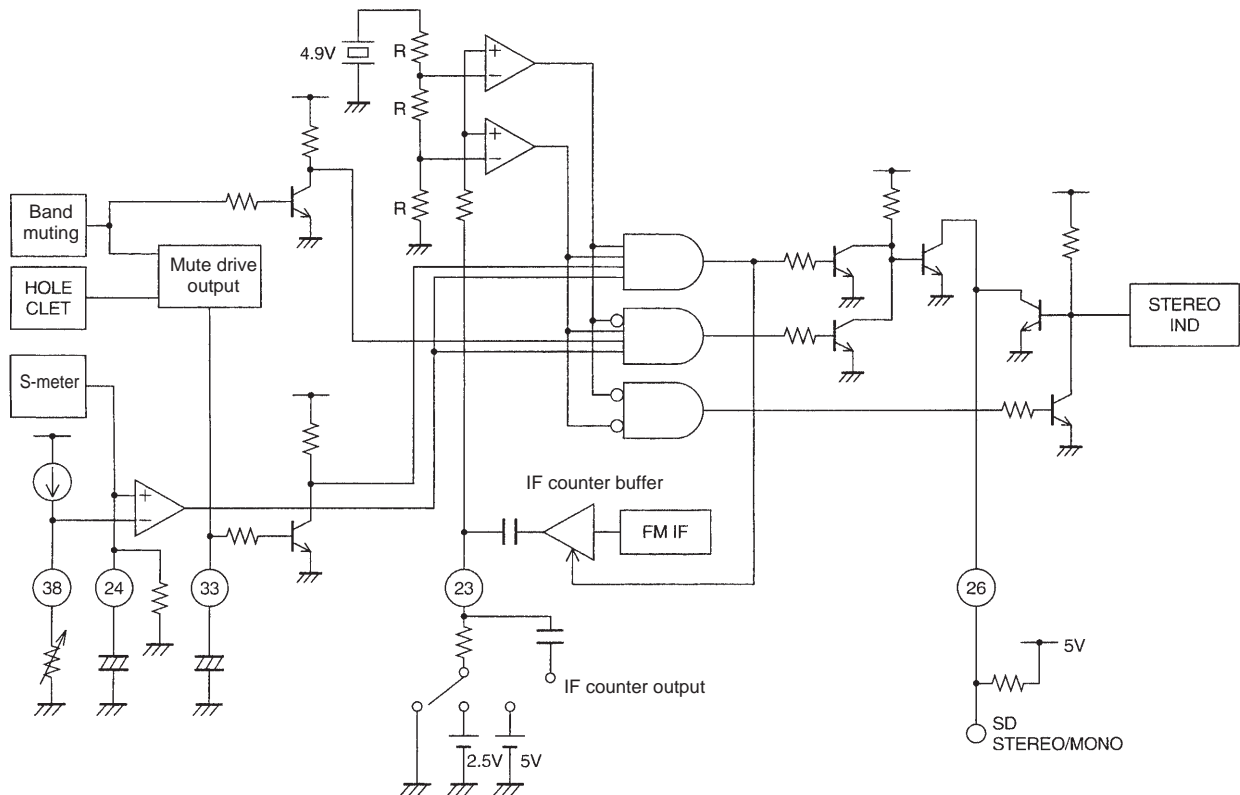 4.9V
R
R
R
Band
muting
Mute drive
output
HOLE
CLET
S-meter
STEREO
IND
IF counter buffer
FM IF
38
24
33
23
26
5V
IF counter output
2.5V
5V
SD
STEREO/MONO
+
−
+
−
+
−